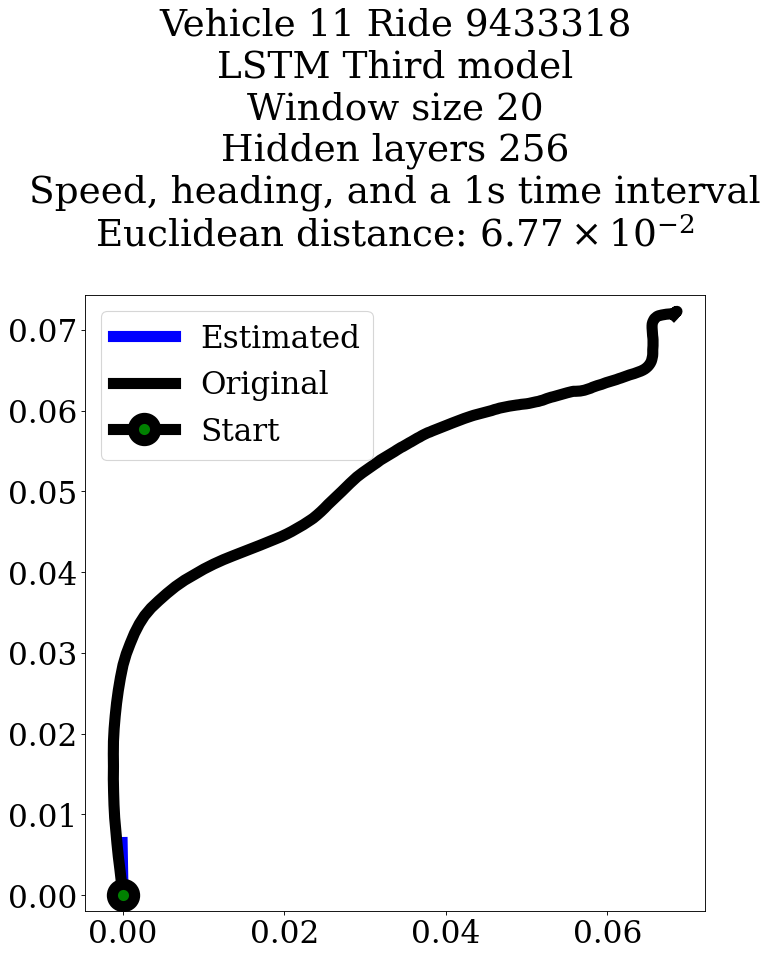 Vehicle 11 Ride 9433318
LSTM Third model
Window size 20
Hidden layers 256
Speed, heading, and a 1s time interval
Euclidean distance: 6.77 × 10⁻²
Estimated
Original
Start
0.07
0.06
0.05
0.04
0.03
0.02
0.01
0.00
0.00 0.02 0.04 0.06